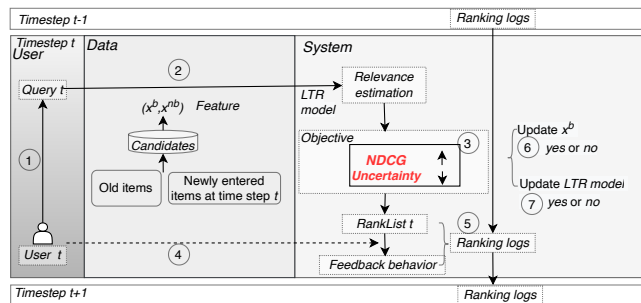 Timestep t-1
Ranking logs
Timestep t
User
Data
System
Query t
2
LTR
model
Relevance
estimation
(x^b, x^nb) Feature
Candidates
1
Objective
3
NDCG
Uncertainty
Update x^b
6 yes or no
Old items
Newly entered
items at time step t
Update LTR model
7 yes or no
RankList t
5
User t
4
Ranking logs
Feedback behavior
Timestep t+1
Ranking logs